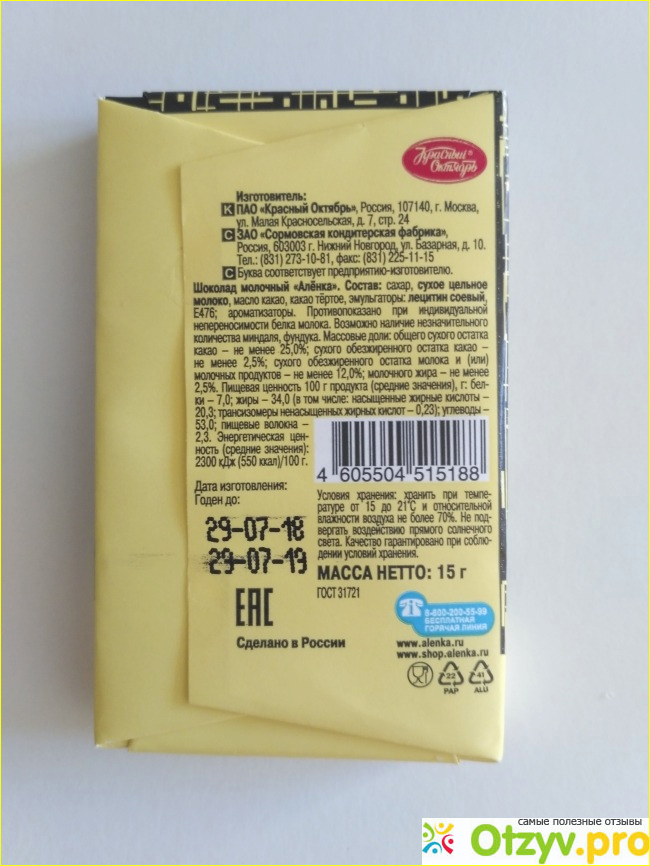 Красный
Октябрь
Изготовитель:
К ПАО «Красный Октябрь», Россия, 107140, г. Москва,
ул. Малая Красносельская, д. 7, стр. 24
С ЗАО «Сормовская кондитерская фабрика»,
Россия, 603003 г. Нижний Новгород, ул. Базарная, д. 10.
Тел.: (831) 273-10-81, факс: (831) 225-11-15
С Буква соответствует предприятию-изготовителю.
Шоколад молочный «Алёнка». Состав: сахар, сухое цельное
молоко, масло какао, какао тёртое, эмульгаторы: лецитин соевый,
Е476; ароматизаторы. Противопоказано при индивидуальной
непереносимости белка молока. Возможно наличие незначительного
количества миндаля, фундука. Массовые доли: общего сухого остатка
какао – не менее 25,0%; сухого обезжиренного остатка какао –
не менее 2,5%; сухого обезжиренного остатка молока и (или)
молочных продуктов – не менее 12,0%; молочного жира – не менее
2,5%. Пищевая ценность 100 г продукта (средние значения), г: бел-
ки – 7,0; жиры – 34,0 (в том числе: насыщенные жирные кислоты –
20,3; трансизомеры ненасыщенных жирных кислот – 0,23); углеводы –
53,0; пищевые волокна –
2,3. Энергетическая цен-
ность (средние значения):
2300 кДж (550 ккал)/100 г.
4 605504 515188
Дата изготовления:
Годен до:
29-07-18
29-07-19
Условия хранения: хранить при темпе-
ратуре от 15 до 21°С и относительной
влажности воздуха не более 70%. Не под-
вергать воздействию прямого солнечного
света. Качество гарантировано при соблю-
дении условий хранения.
МАССА НЕТТО: 15 г
ГОСТ 31721
EAC
Сделано в России
8-800-200-55-99
БЕСПЛАТНАЯ
ГОРЯЧАЯ ЛИНИЯ
www.alenka.ru
www.shop.alenka.ru
22
PAP
41
ALU
самые полезные отзывы
Otzyv.pro